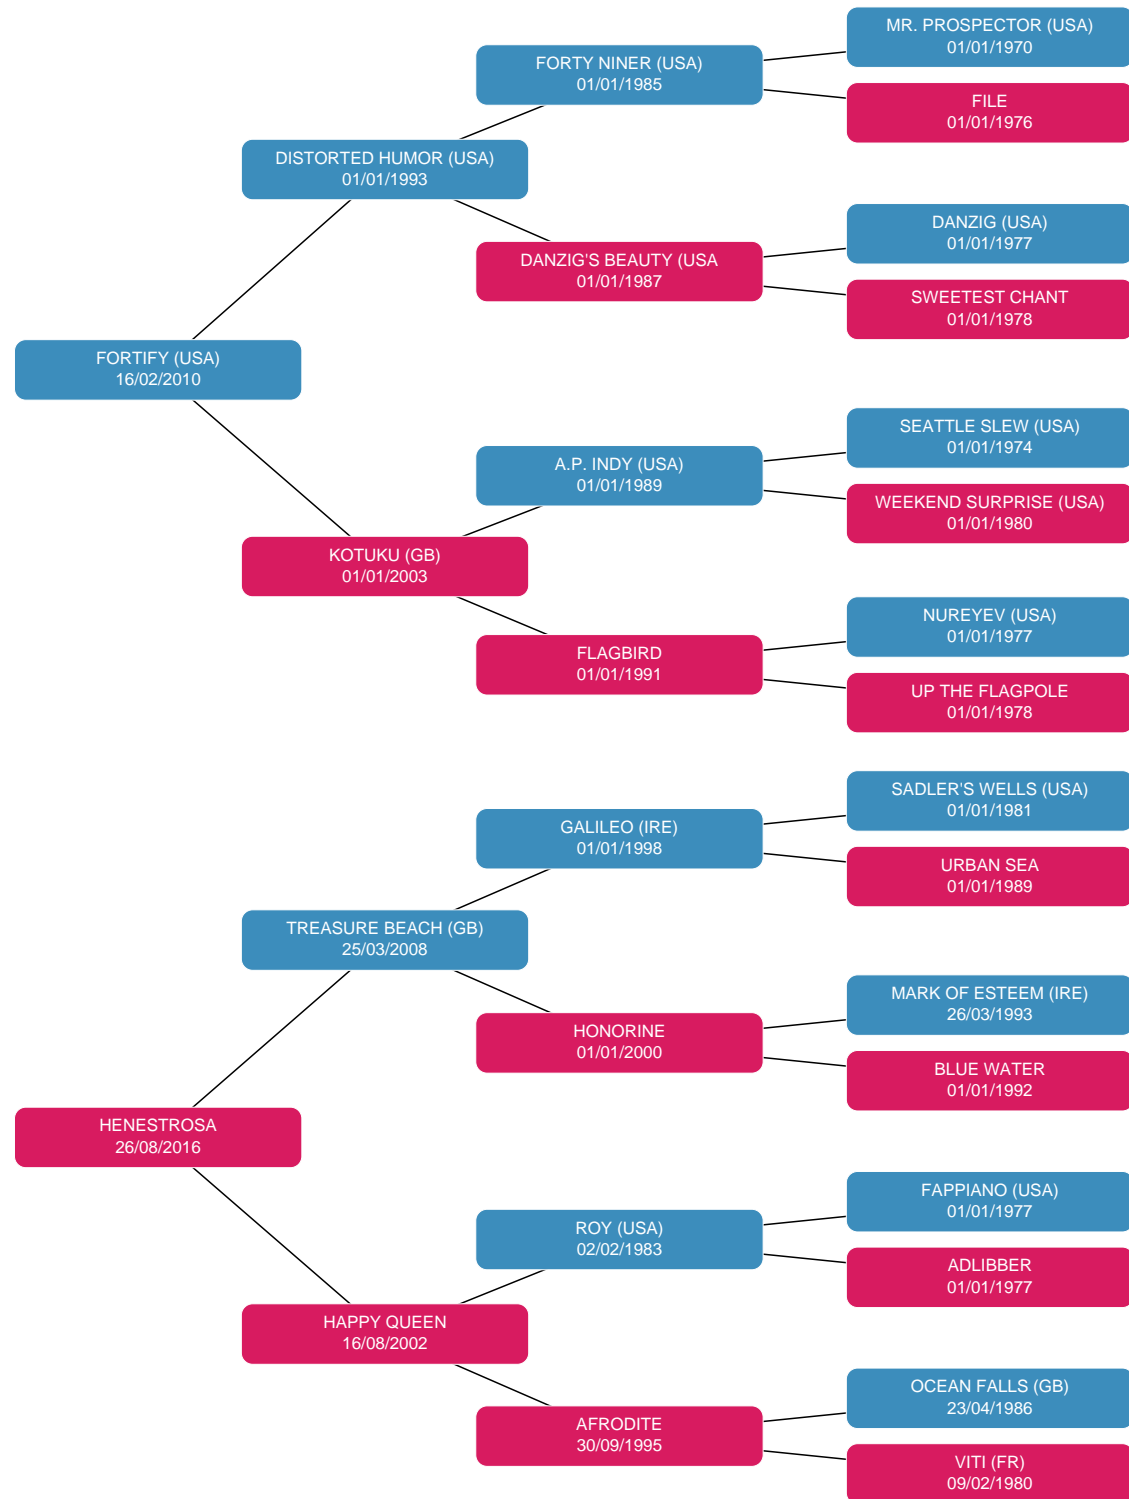 MR. PROSPECTOR (USA)
01/01/1970
FORTY NINER (USA)
01/01/1985
FILE
01/01/1976
DISTORTED HUMOR (USA)
01/01/1993
DANZIG (USA)
01/01/1977
DANZIG'S BEAUTY (USA
01/01/1987
SWEETEST CHANT
01/01/1978
FORTIFY (USA)
16/02/2010
SEATTLE SLEW (USA)
01/01/1974
A.P. INDY (USA)
01/01/1989
WEEKEND SURPRISE (USA)
01/01/1980
KOTUKU (GB)
01/01/2003
NUREYEV (USA)
01/01/1977
FLAGBIRD
01/01/1991
UP THE FLAGPOLE
01/01/1978
SADLER'S WELLS (USA)
01/01/1981
GALILEO (IRE)
01/01/1998
URBAN SEA
01/01/1989
TREASURE BEACH (GB)
25/03/2008
MARK OF ESTEEM (IRE)
26/03/1993
HONORINE
01/01/2000
BLUE WATER
01/01/1992
HENESTROSA
26/08/2016
FAPPIANO (USA)
01/01/1977
ROY (USA)
02/02/1983
ADLIBBER
01/01/1977
HAPPY QUEEN
16/08/2002
OCEAN FALLS (GB)
23/04/1986
AFRODITE
30/09/1995
VITI (FR)
09/02/1980